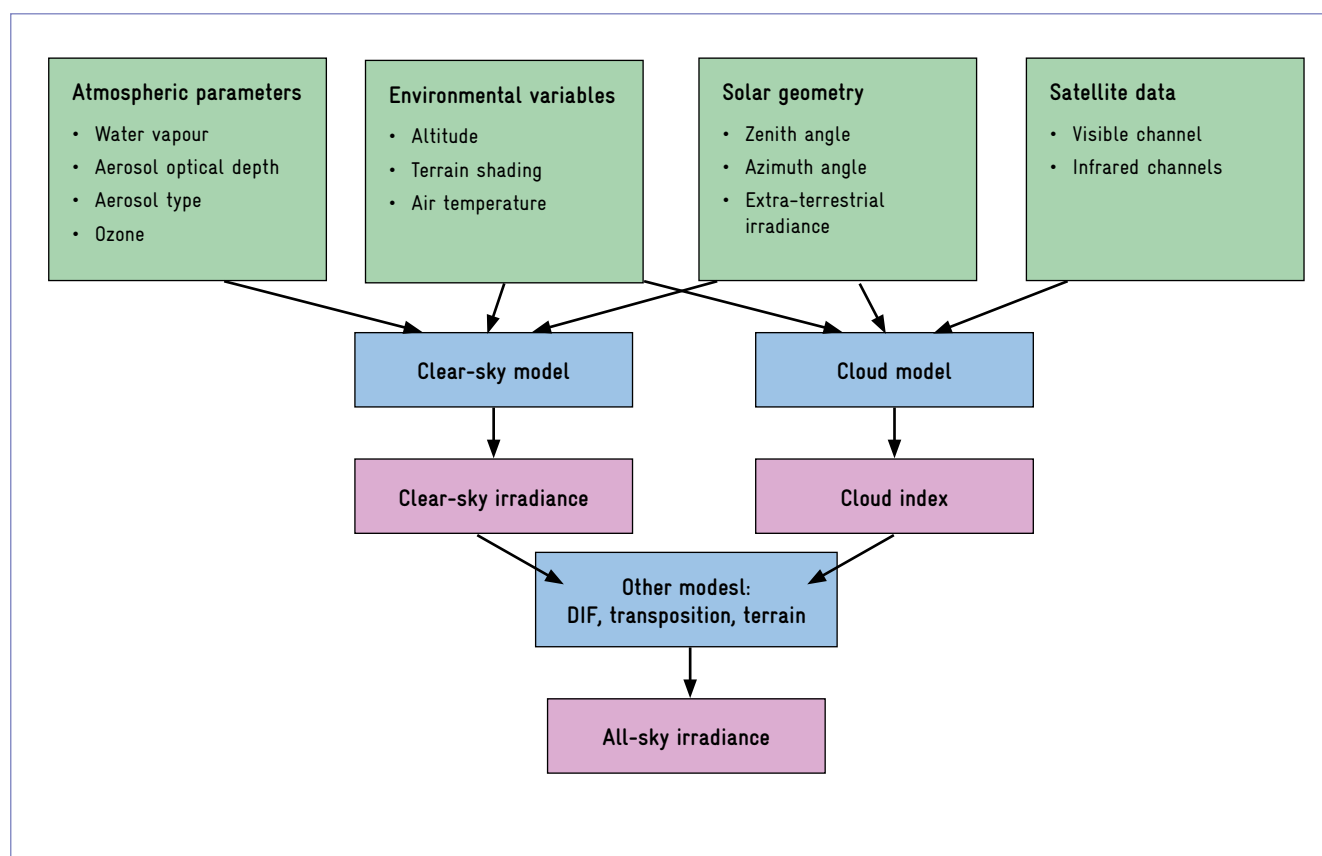 Atmospheric parameters
• Water vapour
• Aerosol optical depth
• Aerosol type
• Ozone
Environmental variables
• Altitude
• Terrain shading
• Air temperature
Solar geometry
• Zenith angle
• Azimuth angle
• Extra-terrestrial
irradiance
Satellite data
• Visible channel
• Infrared channels
Clear-sky model
Cloud model
Clear-sky irradiance
Cloud index
Other modesl:
DIF, transposition, terrain
All-sky irradiance